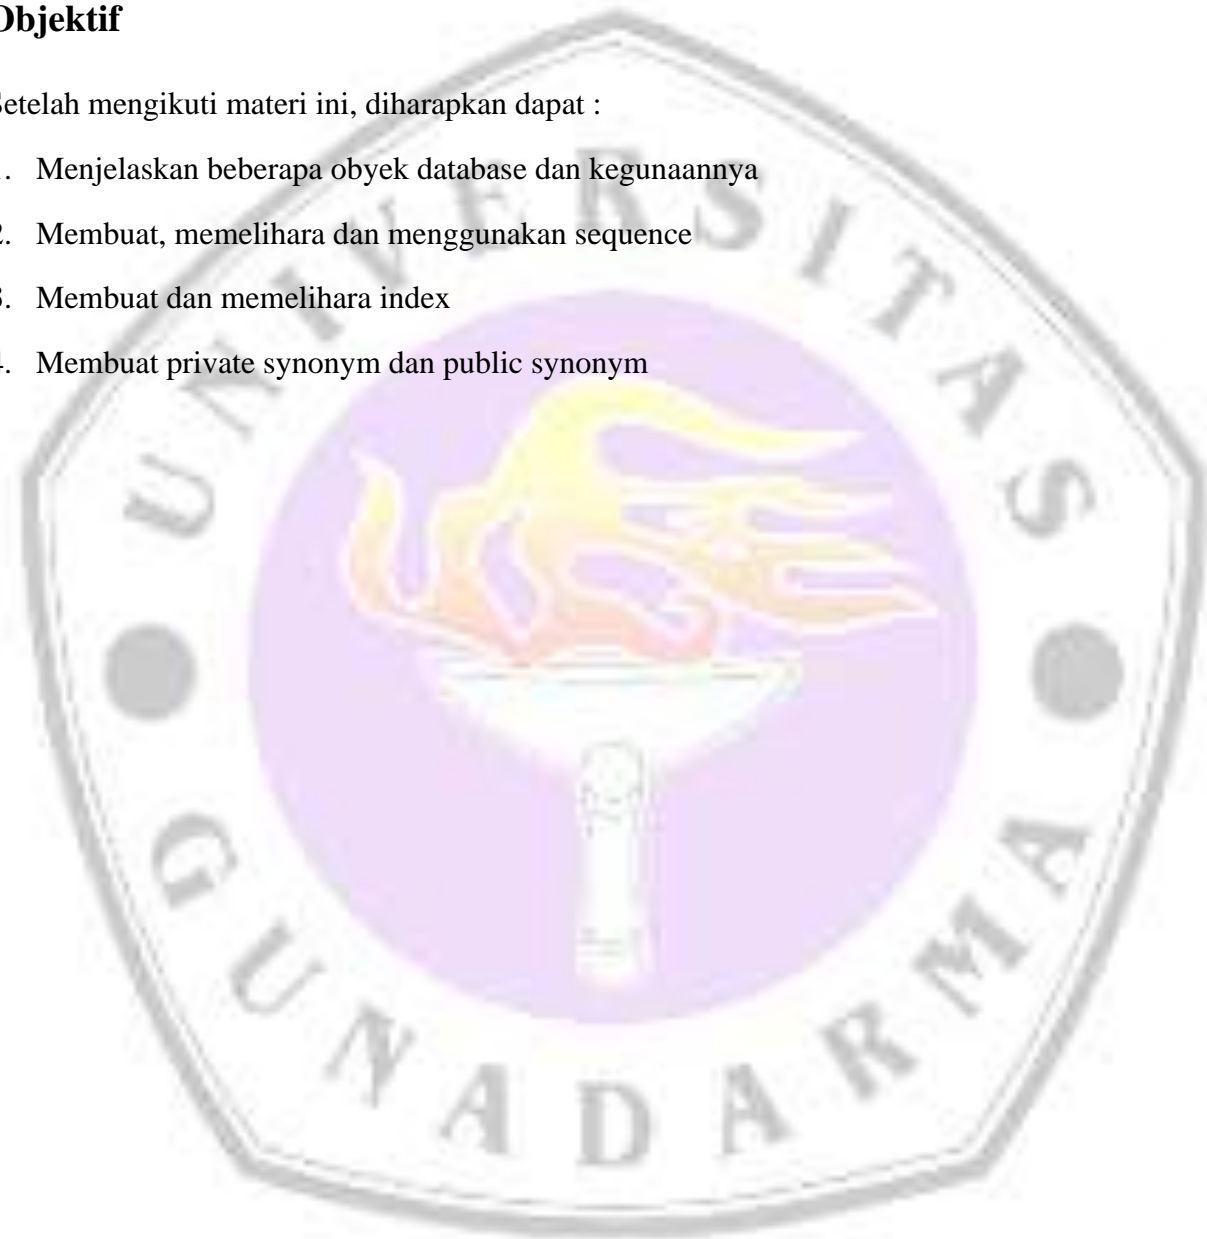 Objektif
Setelah mengikuti materi ini, diharapkan dapat :
1. Menjelaskan beberapa obyek database dan kegunaannya
2. Membuat, memelihara dan menggunakan sequence
3. Membuat dan memelihara index
4. Membuat private synonym dan public synonym
UNIVERSITAS
GUNADARMA